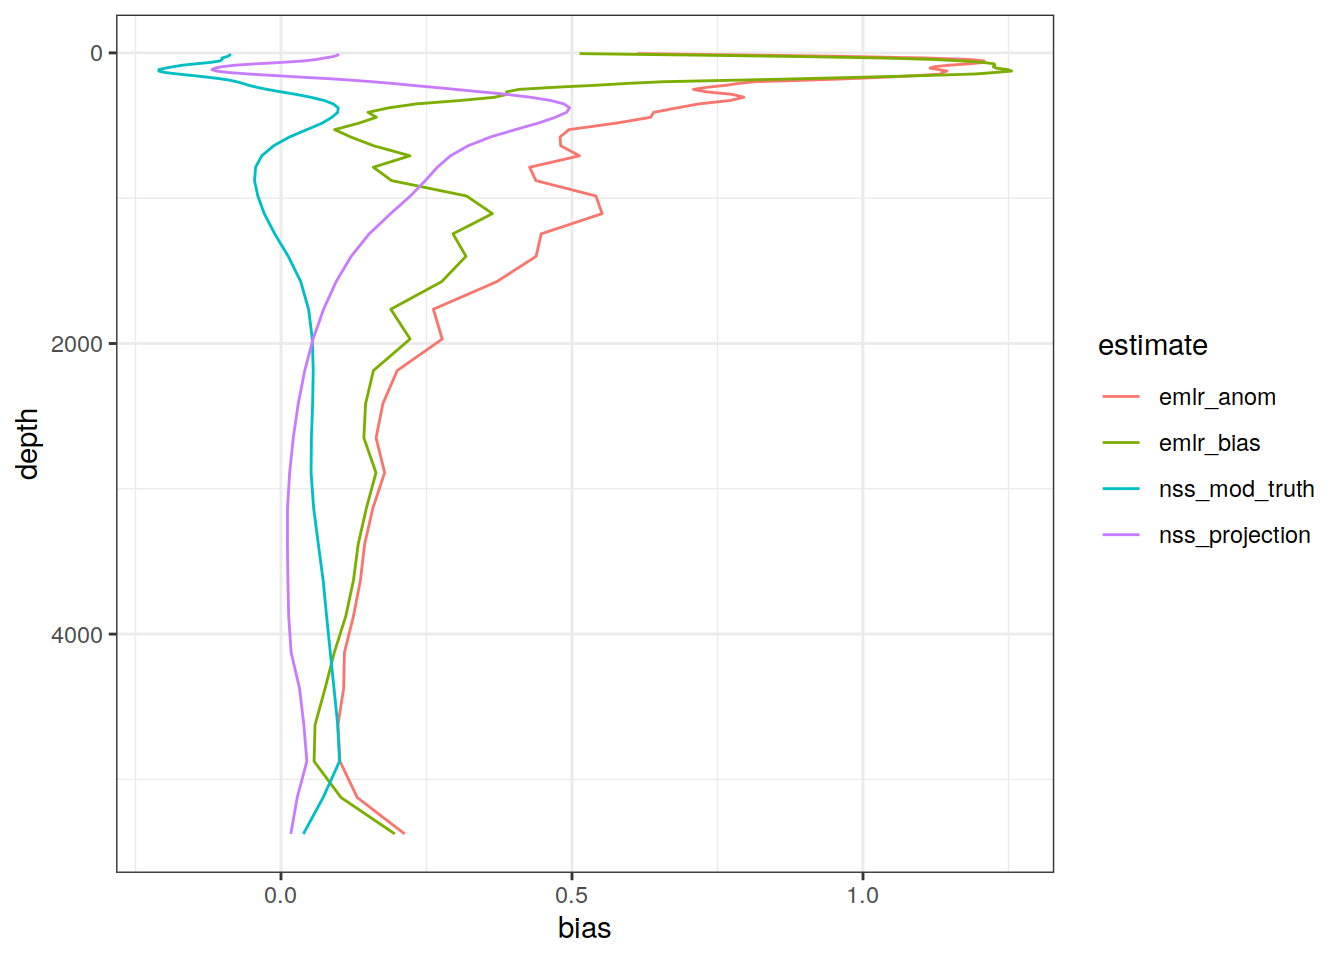 0
2000
4000
depth
0.0
0.5
1.0
bias
estimate
emlr_anom
emlr_bias
nss_mod_truth
nss_projection